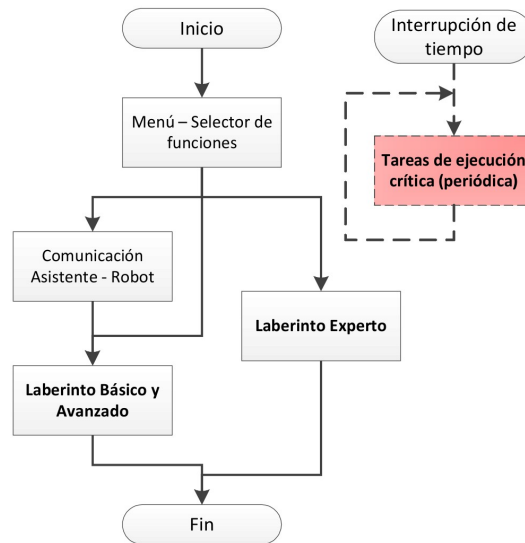 Inicio
Menú – Selector de
funciones
Comunicación
Asistente - Robot
Laberinto Experto
Laberinto Básico y
Avanzado
Fin
Interrupción de
tiempo
Tareas de ejecución
crítica (periódica)